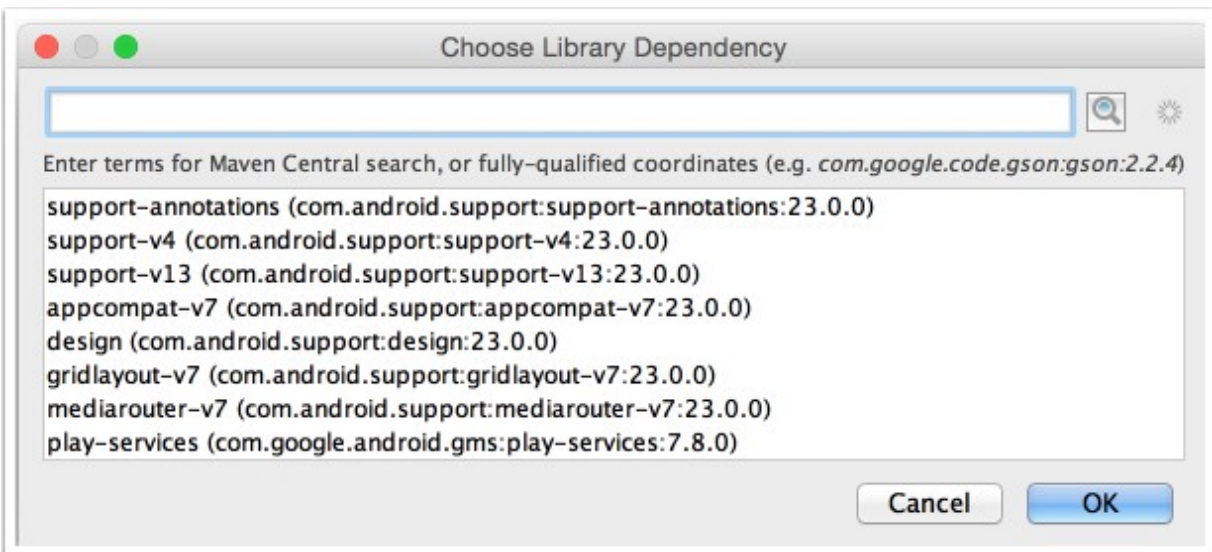 Choose Library Dependency
Enter terms for Maven Central search, or fully-qualified coordinates (e.g. com.google.code.gson:gson:2.2.4)
support-annotations (com.android.support:support-annotations:23.0.0)
support-v4 (com.android.support:support-v4:23.0.0)
support-v13 (com.android.support:support-v13:23.0.0)
appcompat-v7 (com.android.support:appcompat-v7:23.0.0)
design (com.android.support:design:23.0.0)
gridlayout-v7 (com.android.support:gridlayout-v7:23.0.0)
mediarouter-v7 (com.android.support:mediarouter-v7:23.0.0)
play-services (com.google.android.gms:play-services:7.8.0)
Cancel OK